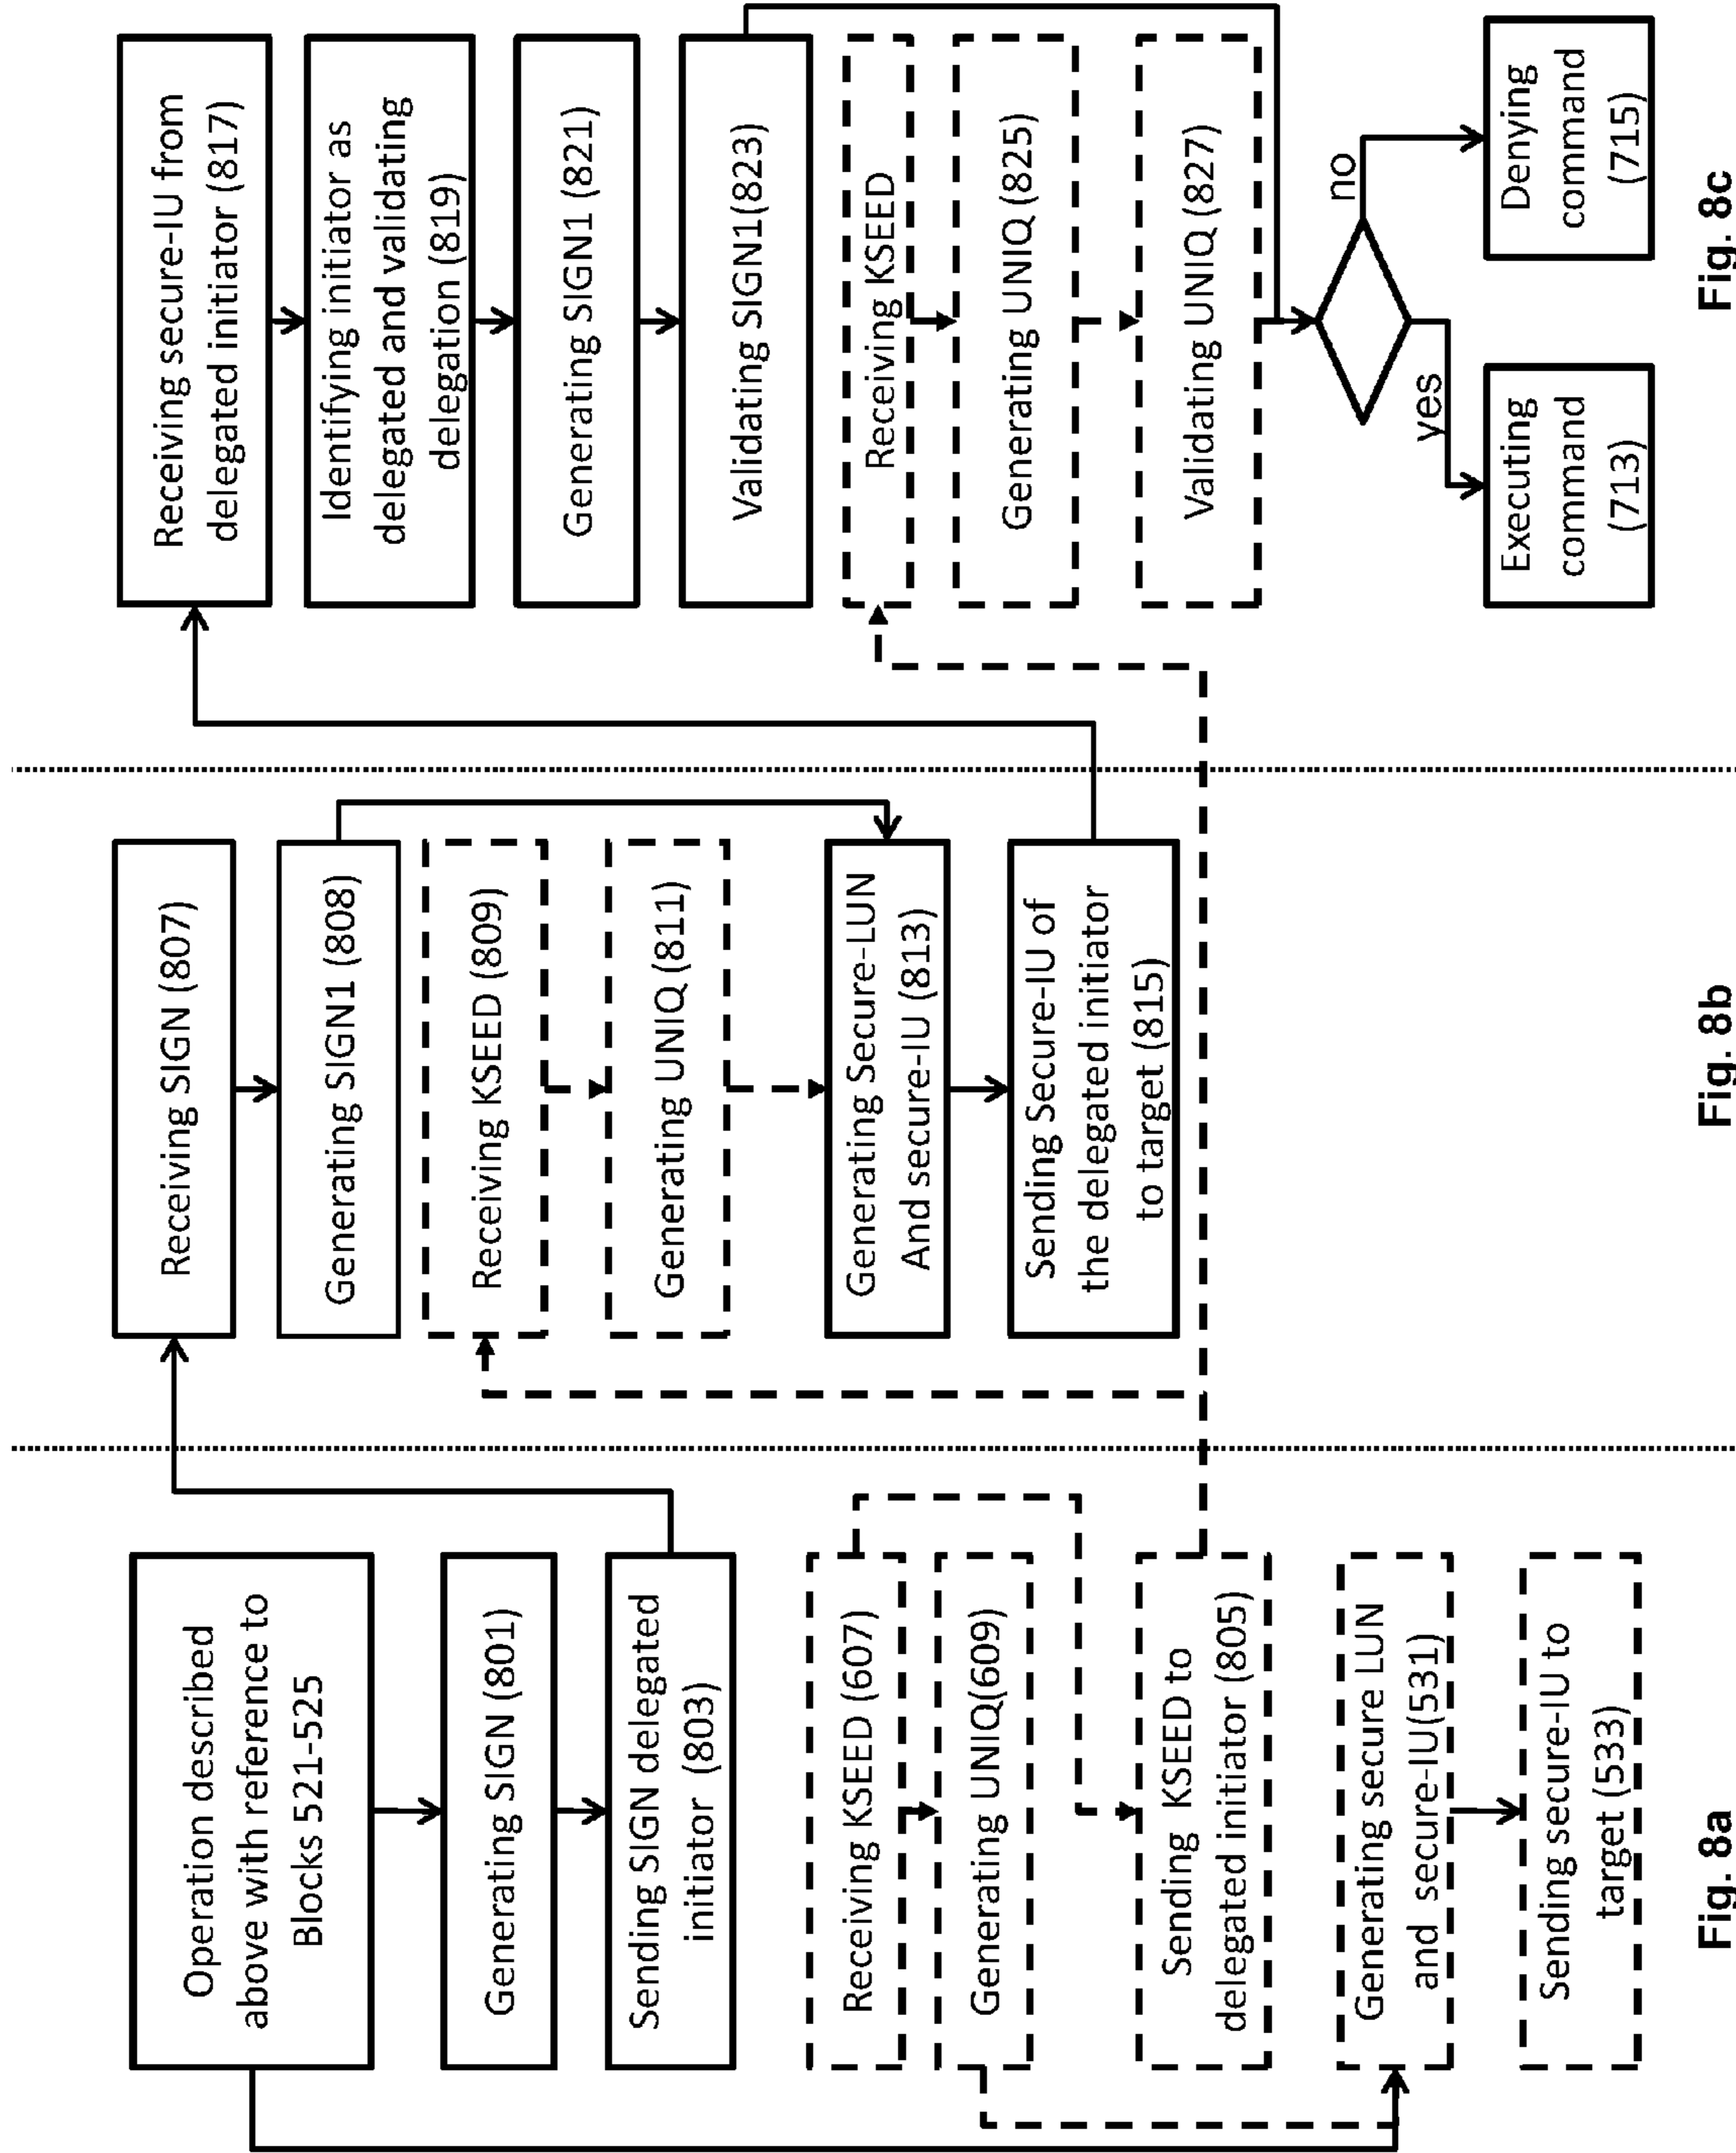 Operation described
above with reference to
Blocks 521-525
Generating SIGN (801)
Sending SIGN delegated
initiator (803)
Receiving KSEED (607)
Generating UNIQ(609)
Sending KSEED to
delegated initiator (805)
Generating secure LUN
and secure-IU(531)
Sending secure-IU to
target (533)
Fig. 8a
Receiving SIGN (807)
Generating SIGN1 (808)
Receiving KSEED (809)
Generating UNIQ (811)
Generating Secure-LUN
And secure-IU (813)
Sending Secure-IU of
the delegated initiator
to target (815)
Fig. 8b
Receiving secure-IU from
delegated initiator (817)
Identifying initiator as
delegated and validating
delegation (819)
Generating SIGN1 (821)
Validating SIGN1(823)
Receiving KSEED
Generating UNIQ (825)
Validating UNIQ (827)
yes
no
Executing
command
(713)
Denying
command
(715)
Fig. 8c